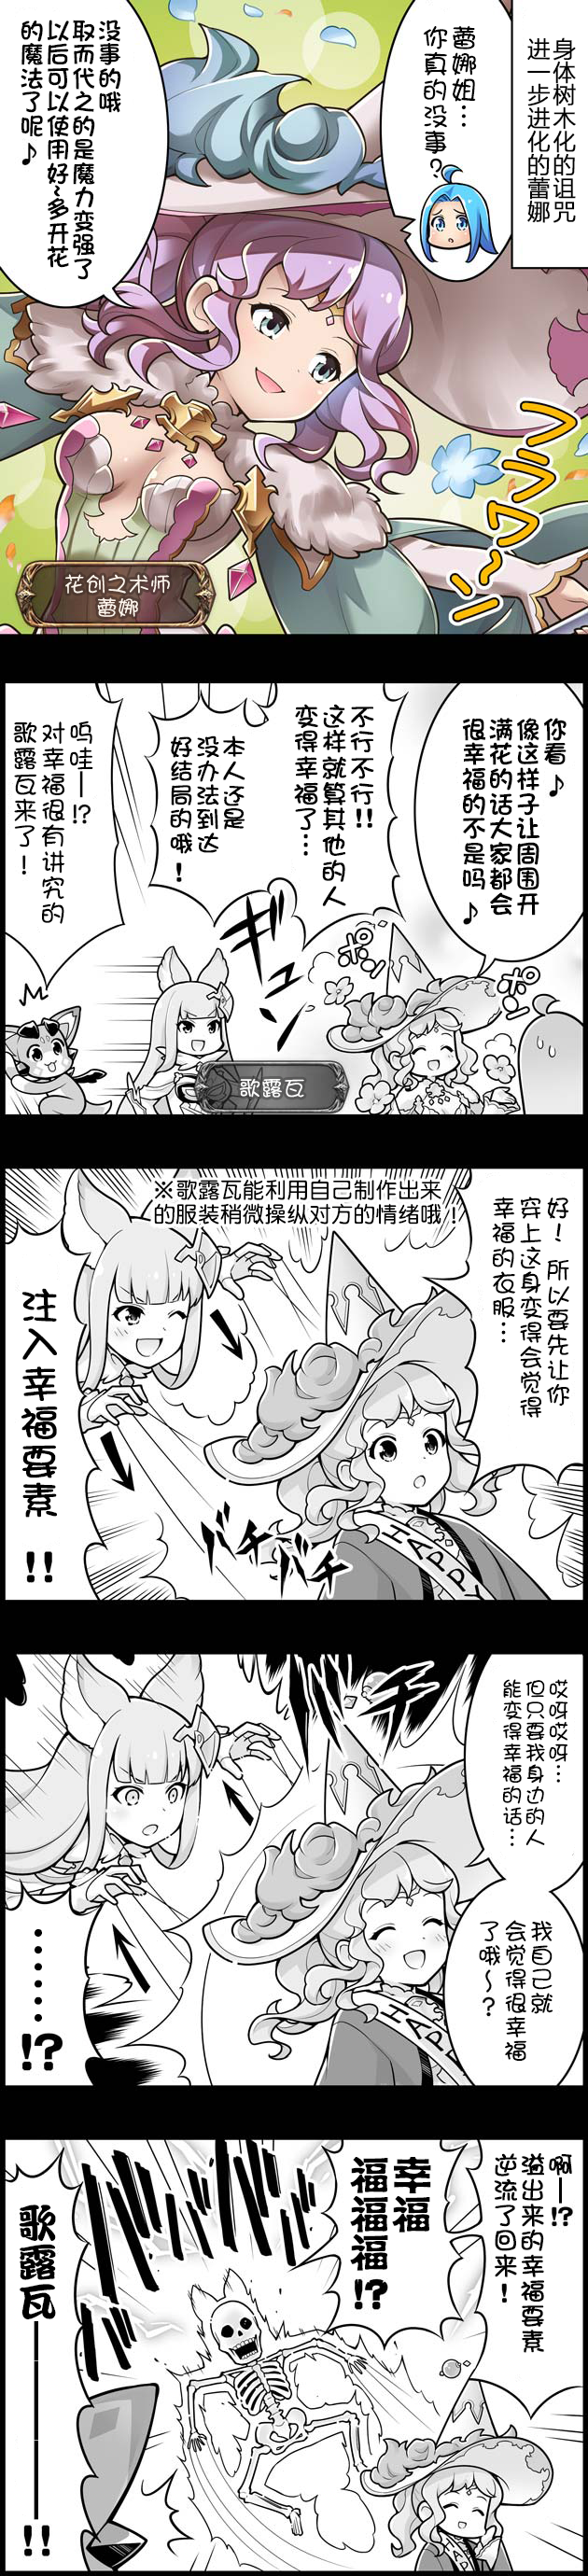 身体树木化的诅咒
进一步进化的蕾娜
蕾娜姐…
你真的没事？
没事的哦
取而代之的是魔力变强了
以后可以使用好~多开花
的魔法了呢♪
フラワ～ン
花创之术师
蕾娜
你看♪
像这样子让周围开
满花的话大家都会
很幸福的不是吗♪
ポン
ポン
不行不行!!
这样就算其他的人
变得幸福了…
本人还是
没办法到达
好结局的哦！
ギュン
歌露瓦
呜哇—!?
对幸福很有讲究的
歌露瓦来了！
好！所以要先让你
穿上这身变得会觉得
幸福的衣服…
※歌露瓦能利用自己制作出来
的服装稍微操纵对方的情绪哦！
注入幸福要素!!
バチバチ
HAPPY
哎呀哎呀…
但只要我身边的人
能变得幸福的话…
我自己就
会觉得很幸福
了哦～？
バチ
HAPP
……!?
啊—!?
溢出来的幸福要素
逆流了回来！
幸福
福福福!?
歌露瓦——————!!